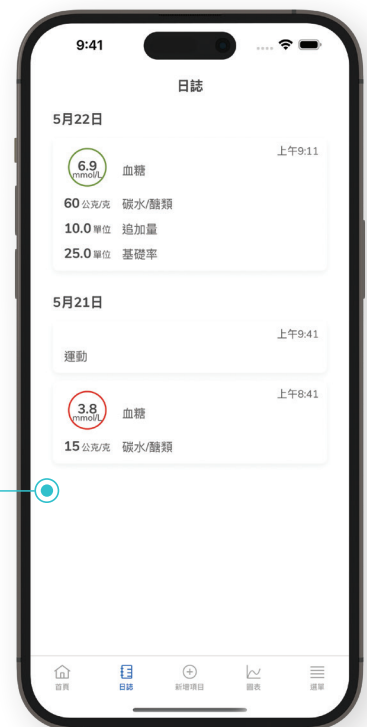 9:41
日誌
5月22日
上午9:11
6.9 mmol/L 血糖
60 公克/克 碳水/醣類
10.0 單位 追加量
25.0 單位 基礎率
5月21日
上午9:41
運動
上午8:41
3.8 mmol/L 血糖
15 公克/克 碳水/醣類
首頁 日誌 新增項目 圖表 選單